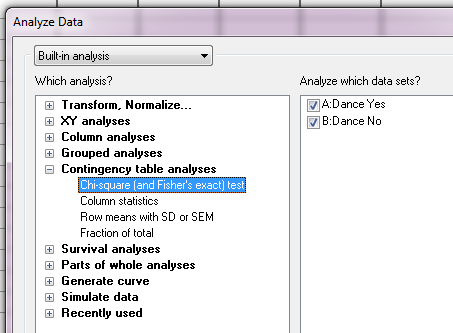 Analyze Data
Built-in analysis
Which analysis?
Analyze which data sets?
Transform, Normalize...
XY analyses
Column analyses
Grouped analyses
Contingency table analyses
Chi-square (and Fisher's exact) test
Column statistics
Row means with SD or SEM
Fraction of total
Survival analyses
Parts of whole analyses
Generate curve
Simulate data
Recently used
A:Dance Yes
B:Dance No